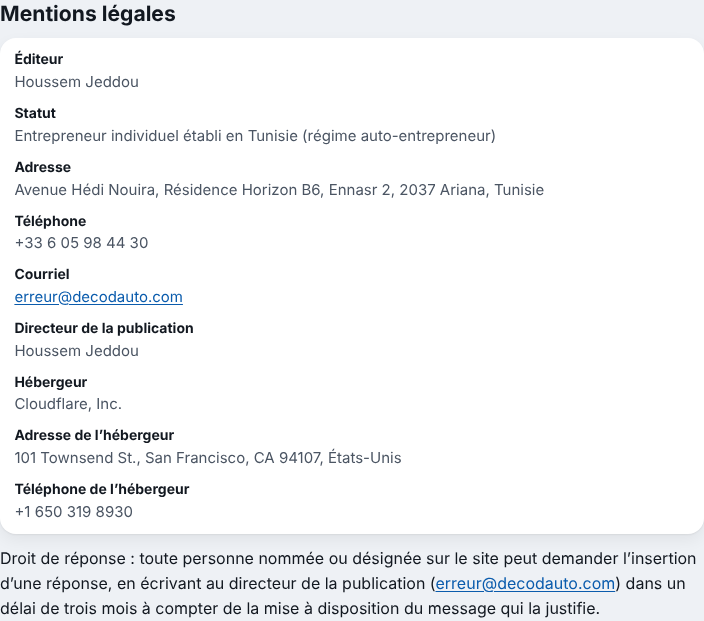 Mentions légales
Éditeur
Houssem Jeddou
Statut
Entrepreneur individuel établi en Tunisie (régime auto-entrepreneur)
Adresse
Avenue Hédi Nouira, Résidence Horizon B6, Ennasr 2, 2037 Ariana, Tunisie
Téléphone
+33 6 05 98 44 30
Courriel
erreur@decodauto.com
Directeur de la publication
Houssem Jeddou
Hébergeur
Cloudflare, Inc.
Adresse de l’hébergeur
101 Townsend St., San Francisco, CA 94107, États-Unis
Téléphone de l’hébergeur
+1 650 319 8930
Droit de réponse : toute personne nommée ou désignée sur le site peut demander l’insertion
d’une réponse, en écrivant au directeur de la publication (erreur@decodauto.com) dans un
délai de trois mois à compter de la mise à disposition du message qui la justifie.